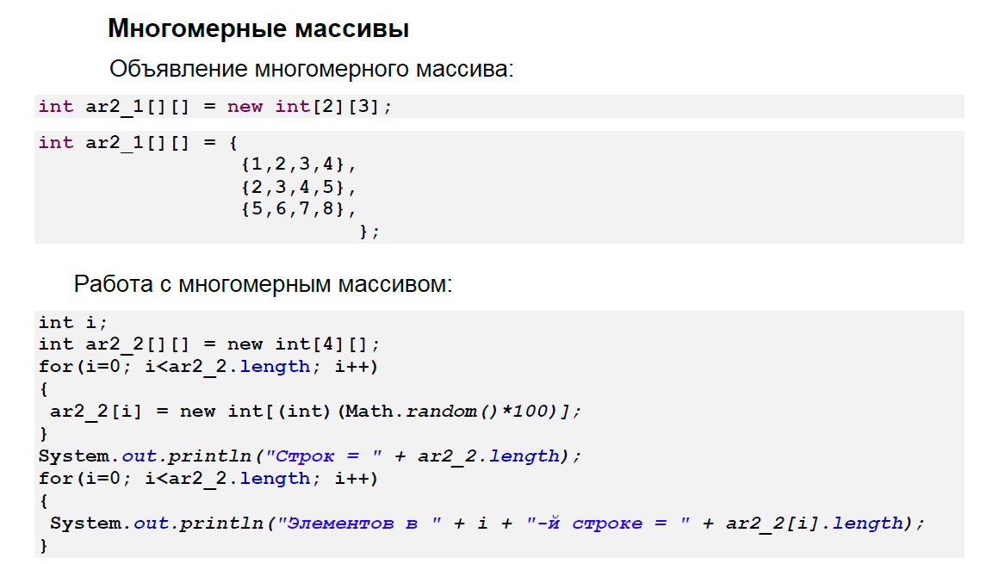 Многомерные массивы
Объявление многомерного массива:
int ar2_1[][] = new int[2][3];
int ar2_1[][] = {
{1,2,3,4},
{2,3,4,5},
{5,6,7,8},
};
Работа с многомерным массивом:
int i;
int ar2_2[][] = new int[4][];
for(i=0; i<ar2_2.length; i++)
{
ar2_2[i] = new int[(int)(Math.random()*100)];
}
System.out.println("Строк = " + ar2_2.length);
for(i=0; i<ar2_2.length; i++)
{
System.out.println("Элементов в " + i + "-й строке = " + ar2_2[i].length);
}